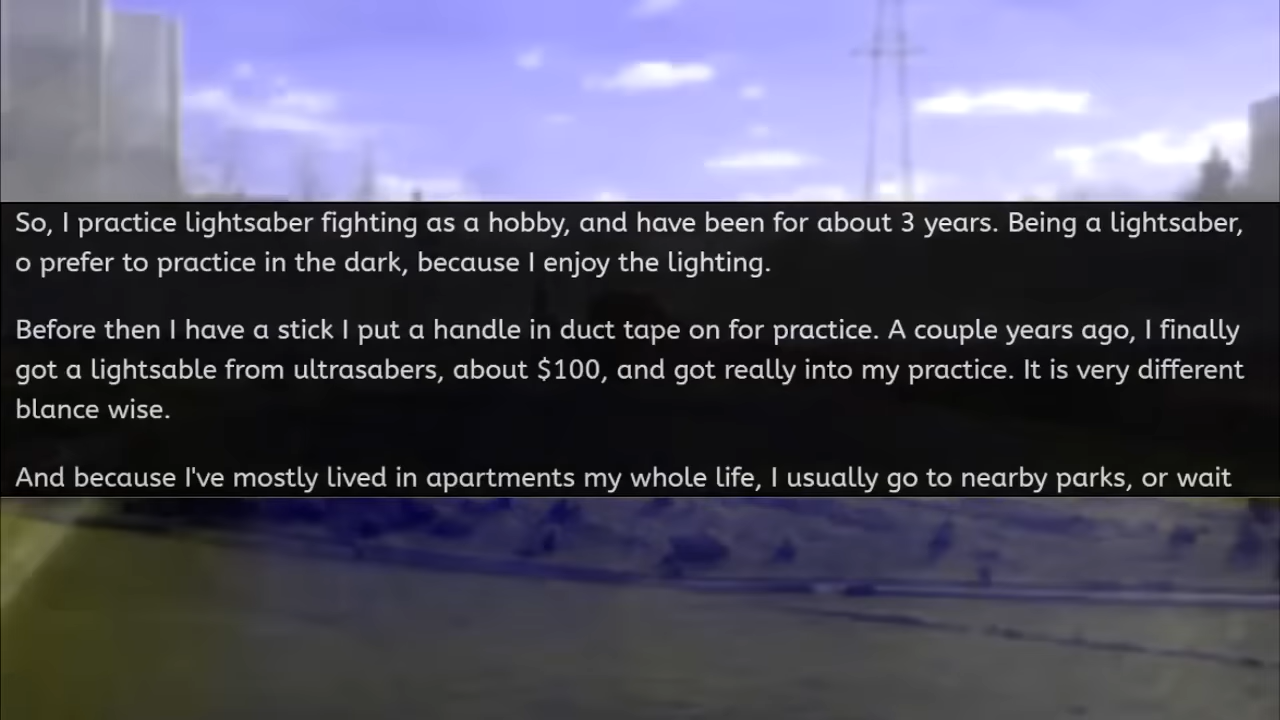 So, I practice lightsaber fighting as a hobby, and have been for about 3 years. Being a lightsaber,
o prefer to practice in the dark, because I enjoy the lighting.
Before then I have a stick I put a handle in duct tape on for practice. A couple years ago, I finally
got a lightsable from ultrasabers, about $100, and got really into my practice. It is very different
blance wise.
And because I've mostly lived in apartments my whole life, I usually go to nearby parks, or wait